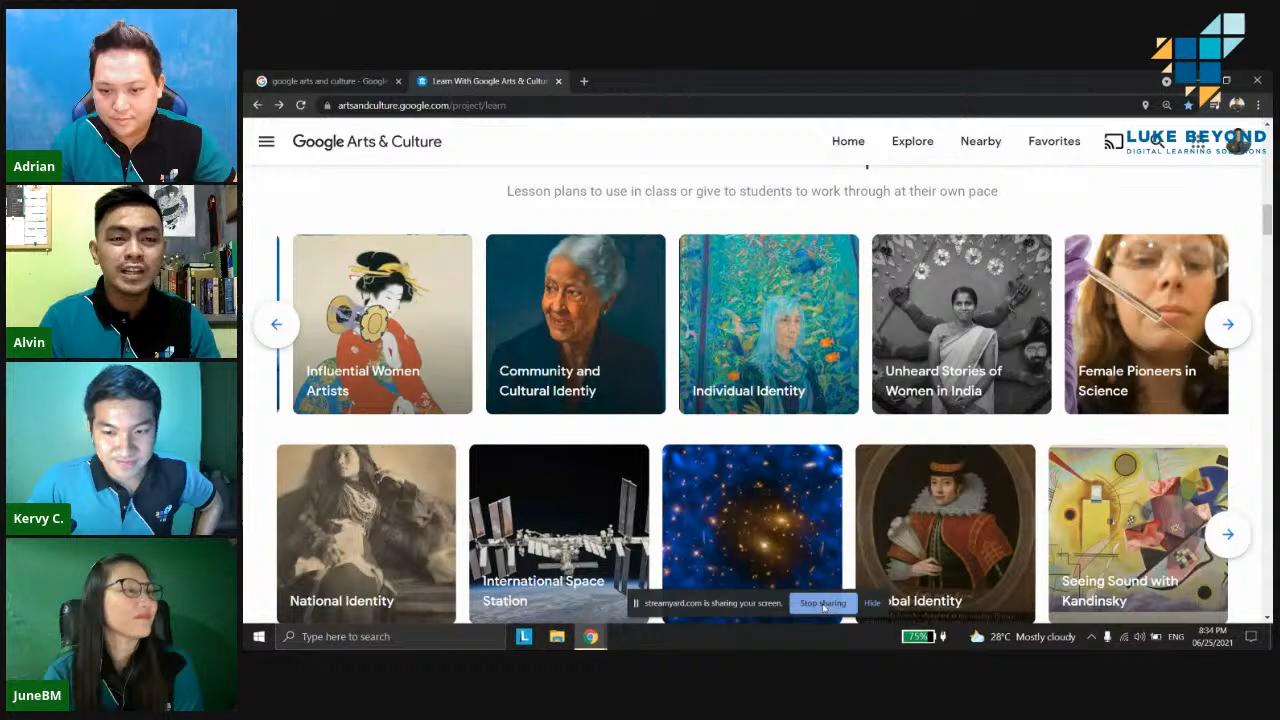 Adrian
Alvin
Kervy C.
JuneBM
LUKE BEYOND
DIGITAL LEARNING SOLUTIONS
google arts and culture - Google
Learn With Google Arts & Cultu
artsandculture.google.com/project/learn
Google Arts & Culture
Home
Explore
Nearby
Favorites
Lesson plans to use in class or give to students to work through at their own pace
Influential Women
Artists
Community and
Cultural Identiy
Individual Identity
Unheard Stories of
Women in India
Female Pioneers in
Science
National Identity
International Space
Station
bal Identity
Seeing Sound with
Kandinsky
streamyard.com is sharing your screen.
Stop sharing
Hide
Type here to search
75%
28°C Mostly cloudy
ENG
8:34 PM
06/25/2021